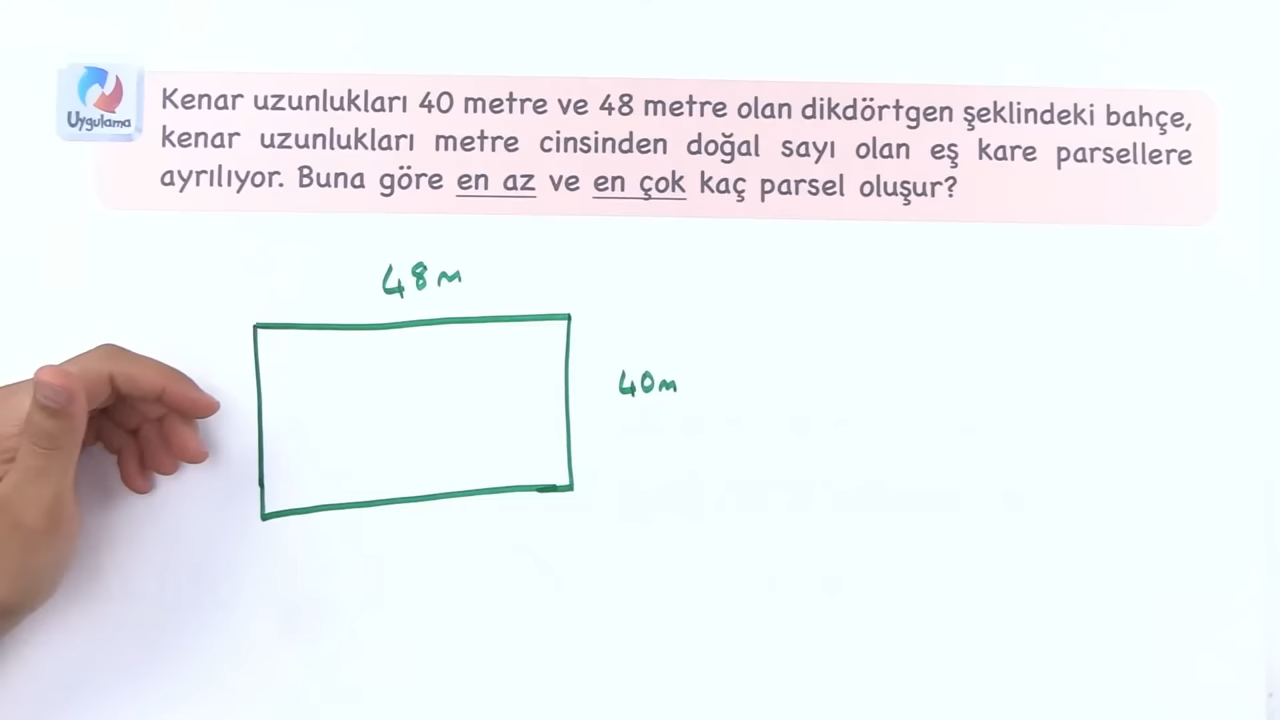 Uygulama
Kenar uzunlukları 40 metre ve 48 metre olan dikdörtgen şeklindeki bahçe,
kenar uzunlukları metre cinsinden doğal sayı olan eş kare parsellere
ayrılıyor. Buna göre en az ve en çok kaç parsel oluşur?
48m
40m